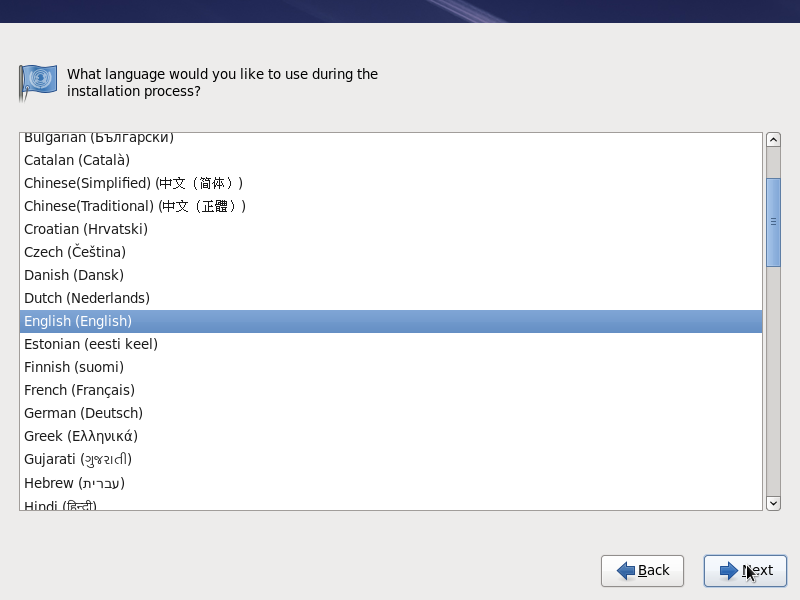 What language would you like to use during the
installation process?
Bulgarian (Български)
Catalan (Català)
Chinese(Simplified) (中文（简体）)
Chinese(Traditional) (中文（正體）)
Croatian (Hrvatski)
Czech (Čeština)
Danish (Dansk)
Dutch (Nederlands)
English (English)
Estonian (eesti keel)
Finnish (suomi)
French (Français)
German (Deutsch)
Greek (Ελληνικά)
Gujarati (ગુજરાતી)
Hebrew (עברית)
Hindi (हिन्दी)
Back
Next